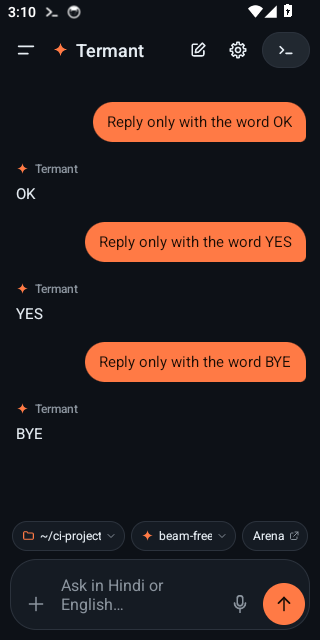 3:10
Termant
Reply only with the word OK
Termant
OK
Reply only with the word YES
Termant
YES
Reply only with the word BYE
Termant
BYE
~/ci-project
beam-free
Arena
Ask in Hindi or
English…